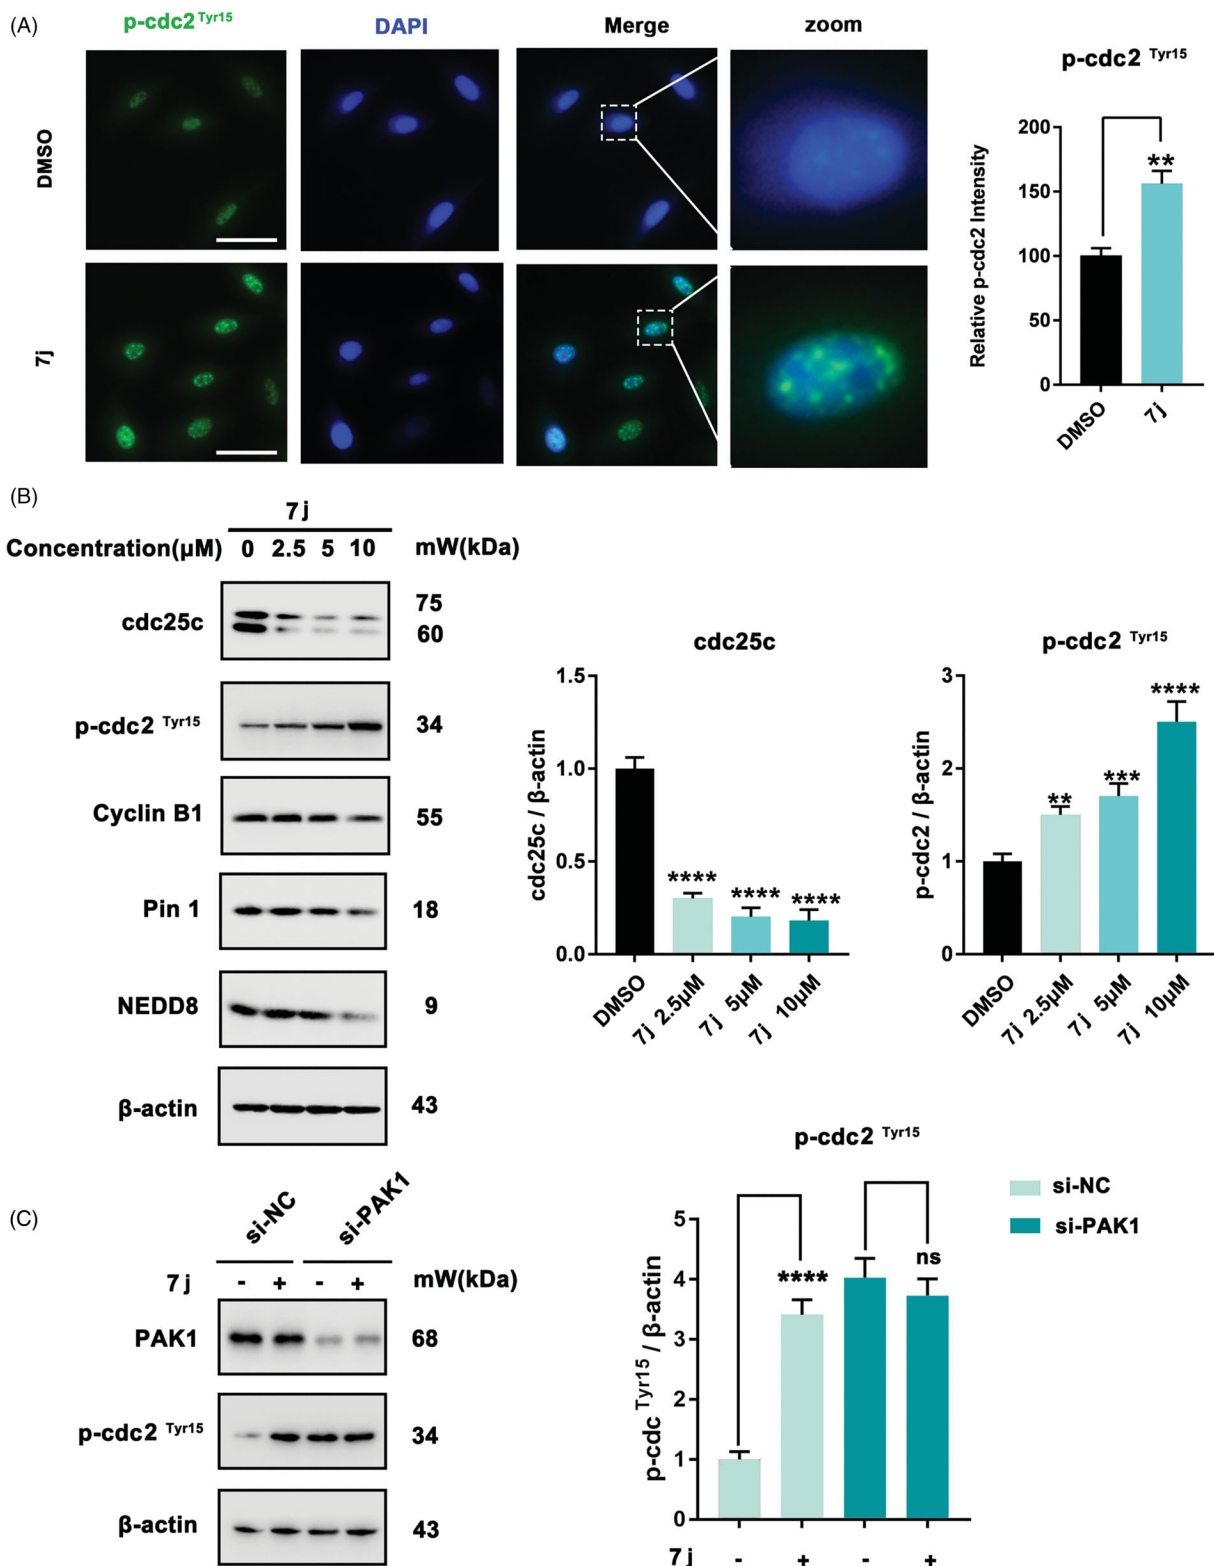 (A)
p-cdc2 Tyr15
DAPI
Merge
zoom
DMSO
7j
p-cdc2 Tyr15
Relative p-cdc2 Intensity
200
150
100
50
0
**
DMSO
7j
(B)
7j
Concentration(μM) 0 2.5 5 10 mW(kDa)
cdc25c
75
60
p-cdc2 Tyr15
34
Cyclin B1
55
Pin 1
18
NEDD8
9
β-actin
43
cdc25c
cdc25c / β-actin
1.5
1.0
0.5
0.0
****
****
****
DMSO
7j 2.5μM
7j 5μM
7j 10μM
p-cdc2 Tyr15
p-cdc2 / β-actin
3
2
1
0
**
***
****
DMSO
7j 2.5μM
7j 5μM
7j 10μM
(C)
si-NC
si-PAK1
7j - + - + mW(kDa)
PAK1
68
p-cdc2 Tyr15
34
β-actin
43
p-cdc2 Tyr15
p-cdc Tyr15 / β-actin
5
4
3
2
1
0
****
ns
7j - + - +
si-NC
si-PAK1